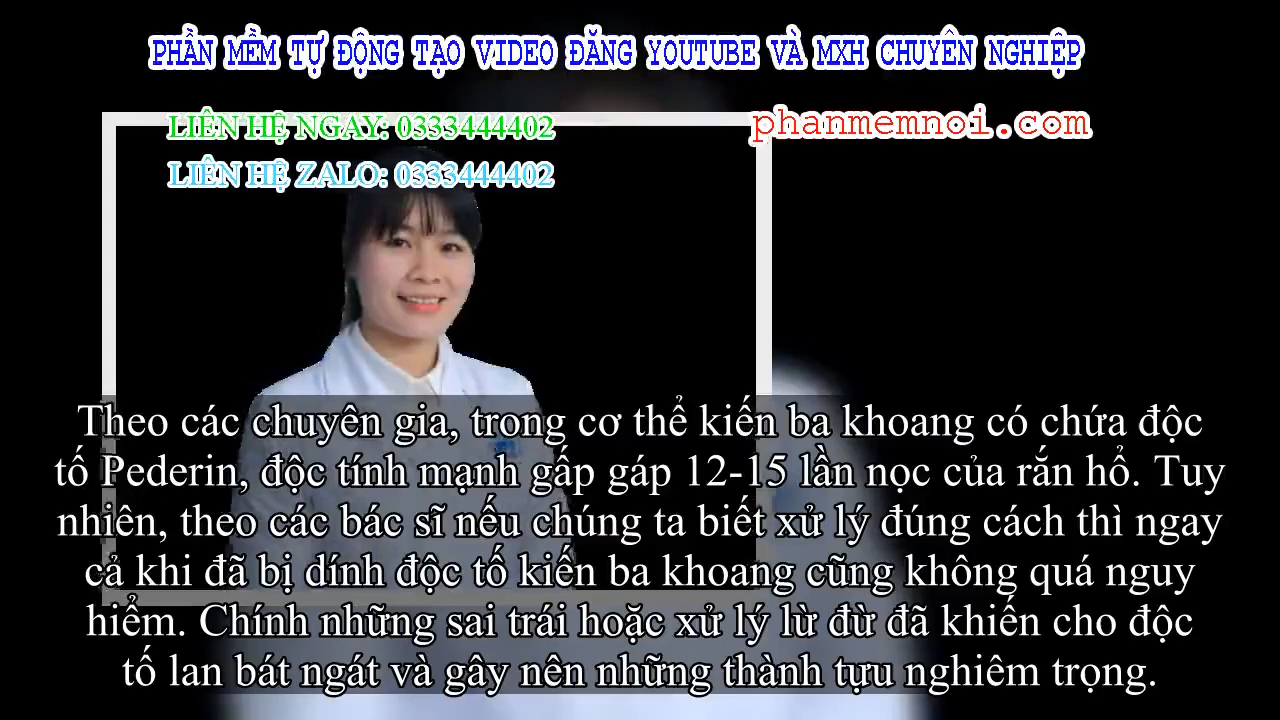 PHẦN MỀM TỰ ĐỘNG TẠO VIDEO ĐĂNG YOUTUBE VÀ MXH CHUYÊN NGHIỆP
LIÊN HỆ NGAY: 0333444402
phanmemnoi.com
LIÊN HỆ ZALO: 0333444402
Theo các chuyên gia, trong cơ thể kiến ba khoang có chứa độc
tố Pederin, độc tính mạnh gấp gáp 12-15 lần nọc của rắn hổ. Tuy
nhiên, theo các bác sĩ nếu chúng ta biết xử lý đúng cách thì ngay
cả khi đã bị dính độc tố kiến ba khoang cũng không quá nguy
hiểm. Chính những sai trái hoặc xử lý lừ đừ đã khiến cho độc
tố lan bát ngát và gây nên những thành tựu nghiêm trọng.